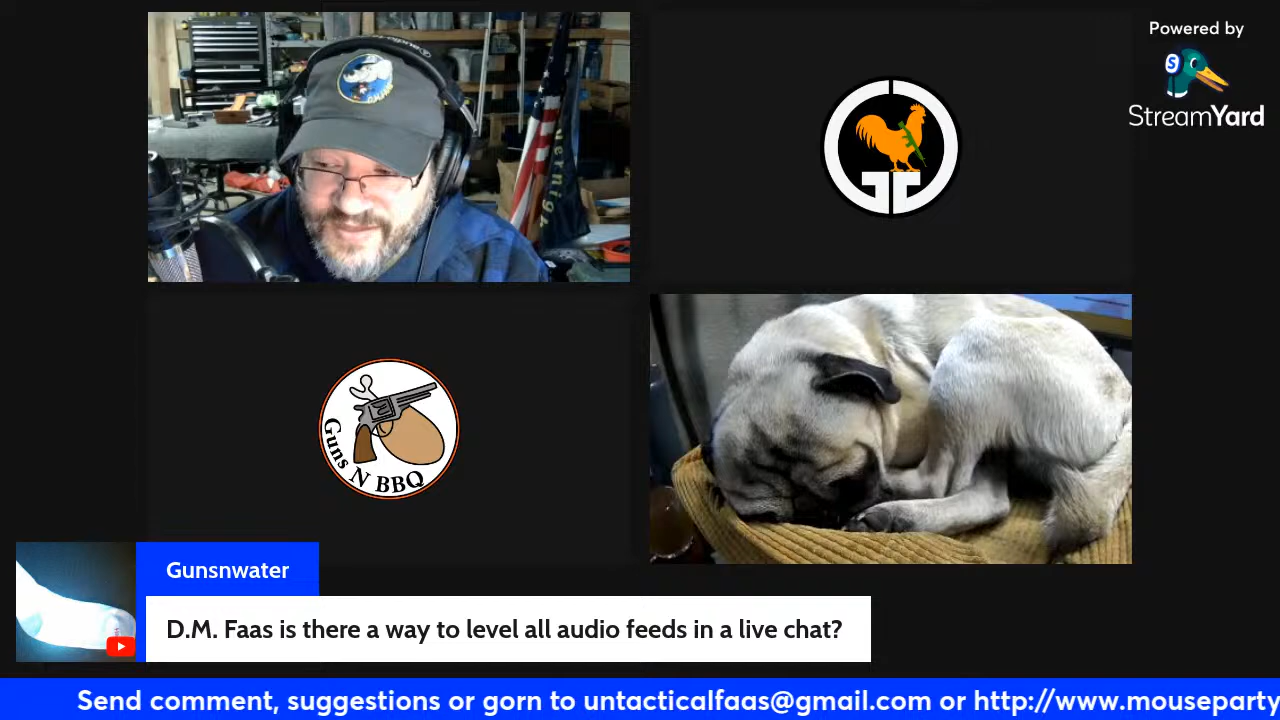 Powered by
S
StreamYard
GG
Guns N BBQ
Gunsnwater
D.M. Faas is there a way to level all audio feeds in a live chat?
Send comment, suggestions or gorn to untacticalfaas@gmail.com or http://www.mouseparty